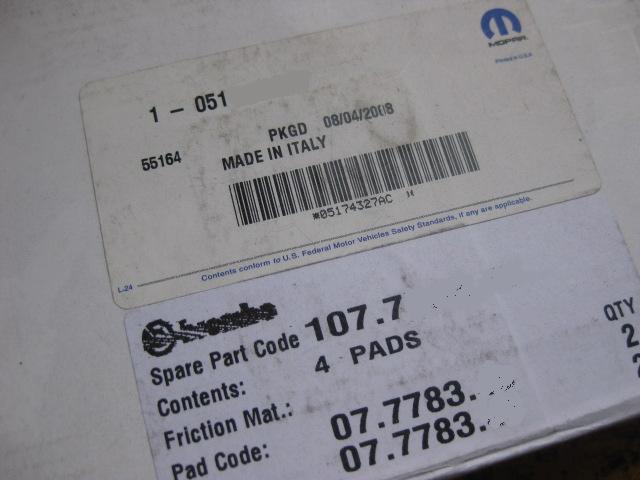 MOPAR
PRINTED IN U.S.A.
1 - 051
PKGD 08/04/2008
55164 MADE IN ITALY
*05174327AC M
L-24
Contents conform to U.S. Federal Motor Vehicles Safety Standards, if any are applicable.
brembo
Spare Part Code 107.7
Contents: 4 PADS
QTY
Friction Mat.: 07.7783. 2
Pad Code: 07.7783.